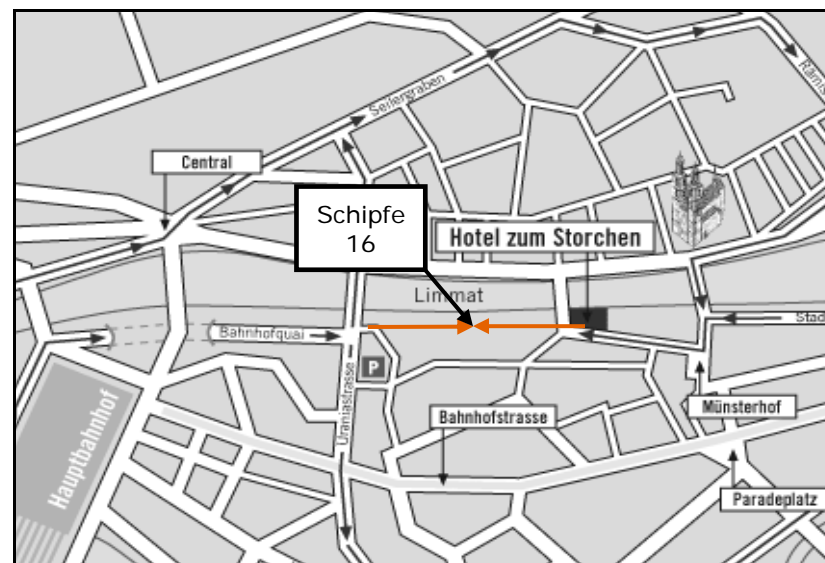 Rämis
Seilergraben
Central
Schipfe
16
Hotel zum Storchen
Limmat
Stad
Bahnhofquai
P
Uraniastrasse
Hauptbahnhof
Bahnhofstrasse
Münsterhof
Paradeplatz